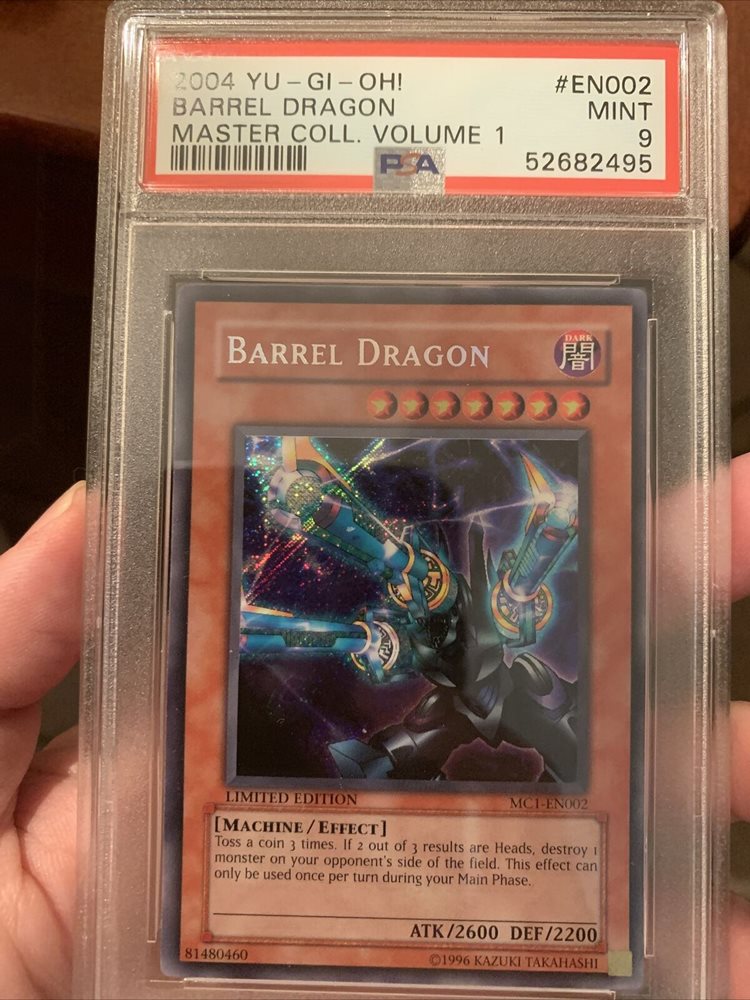 2004 YU-GI-OH! #EN002
BARREL DRAGON MINT
MASTER COLL. VOLUME 1 9
PSA 52682495
BARREL DRAGON
DARK
闇
LIMITED EDITION MC1-EN002
[MACHINE/EFFECT]
Toss a coin 3 times. If 2 out of 3 results are Heads, destroy 1
monster on your opponent's side of the field. This effect can
only be used once per turn during your Main Phase.
ATK/2600 DEF/2200
81480460 ©1996 KAZUKI TAKAHASHI